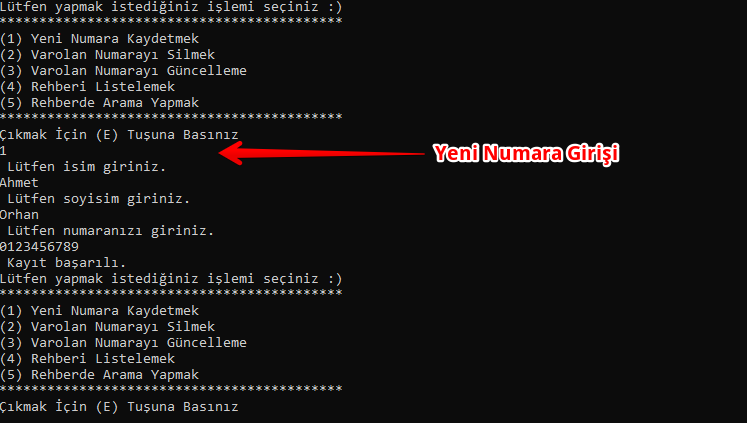 Lütfen yapmak istediğiniz işlemi seçiniz :)
*******************************************
(1) Yeni Numara Kaydetmek
(2) Varolan Numarayı Silmek
(3) Varolan Numarayı Güncelleme
(4) Rehberi Listelemek
(5) Rehberde Arama Yapmak
*******************************************
Çıkmak İçin (E) Tuşuna Basınız
1
Yeni Numara Girişi
Lütfen isim giriniz.
Ahmet
Lütfen soyisim giriniz.
Orhan
Lütfen numaranızı giriniz.
0123456789
Kayıt başarılı.
Lütfen yapmak istediğiniz işlemi seçiniz :)
*******************************************
(1) Yeni Numara Kaydetmek
(2) Varolan Numarayı Silmek
(3) Varolan Numarayı Güncelleme
(4) Rehberi Listelemek
(5) Rehberde Arama Yapmak
*******************************************
Çıkmak İçin (E) Tuşuna Basınız